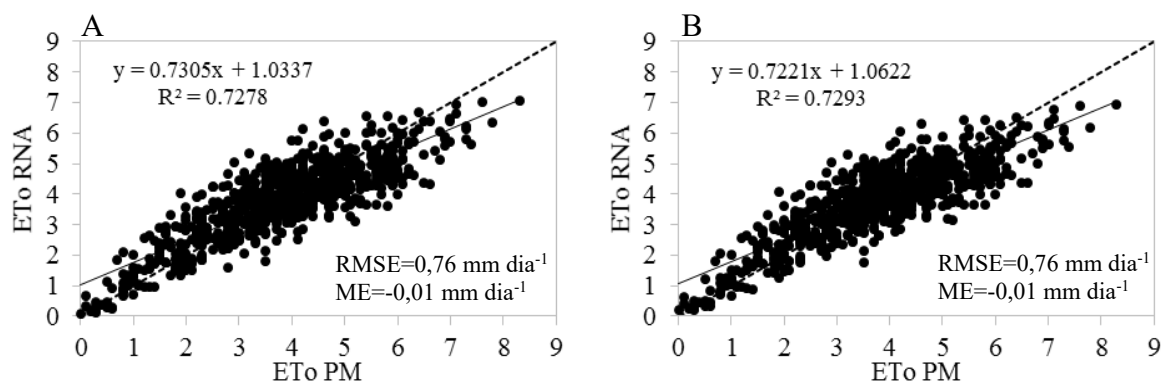 A
9
8
7
6
5
4
3
2
1
0
ETo RNA
y = 0.7305x + 1.0337
R² = 0.7278
RMSE=0,76 mm dia⁻¹
ME=-0,01 mm dia⁻¹
0 1 2 3 4 5 6 7 8 9
ETo PM
B
9
8
7
6
5
4
3
2
1
0
ETo RNA
y = 0.7221x + 1.0622
R² = 0.7293
RMSE=0,76 mm dia⁻¹
ME=-0,01 mm dia⁻¹
0 1 2 3 4 5 6 7 8 9
ETo PM